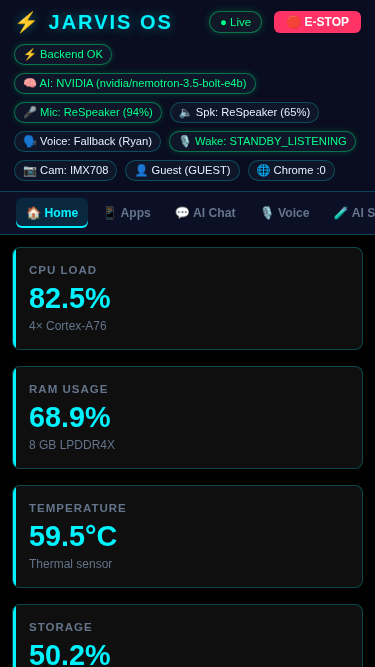 ⚡ JARVIS OS
● Live
🛑 E-STOP
⚡ Backend OK
🧠 AI: NVIDIA (nvidia/nemotron-3.5-bolt-e4b)
🎤 Mic: ReSpeaker (94%)
🔈 Spk: ReSpeaker (65%)
🗣️ Voice: Fallback (Ryan)
🎙️ Wake: STANDBY_LISTENING
📷 Cam: IMX708
👤 Guest (GUEST)
🌐 Chrome :0
🏠 Home
📱 Apps
💬 AI Chat
🎙️ Voice
🧪 AI S
CPU LOAD
82.5%
4× Cortex-A76
RAM USAGE
68.9%
8 GB LPDDR4X
TEMPERATURE
59.5°C
Thermal sensor
STORAGE
50.2%